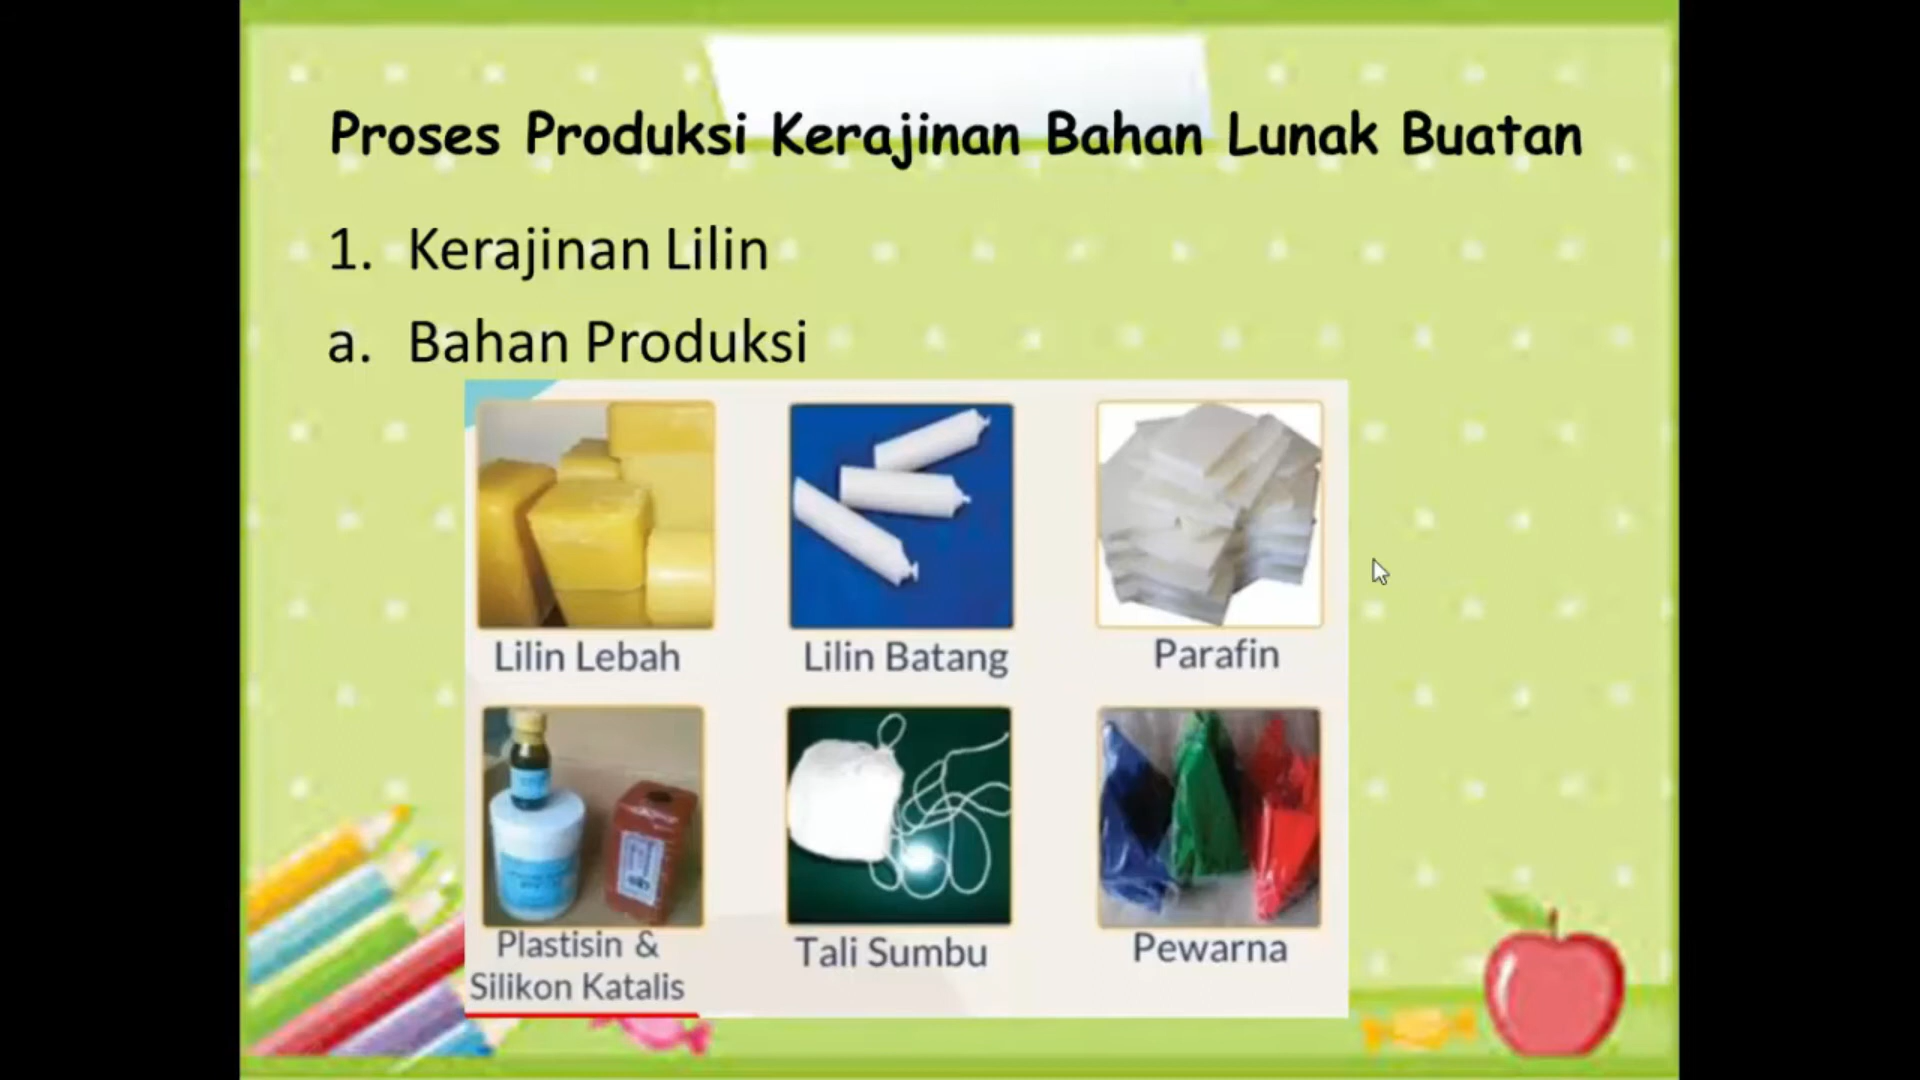 Proses Produksi Kerajinan Bahan Lunak Buatan
1. Kerajinan Lilin
a. Bahan Produksi
Lilin Lebah
Lilin Batang
Parafin
Plastisin &
Silikon Katalis
Tali Sumbu
Pewarna